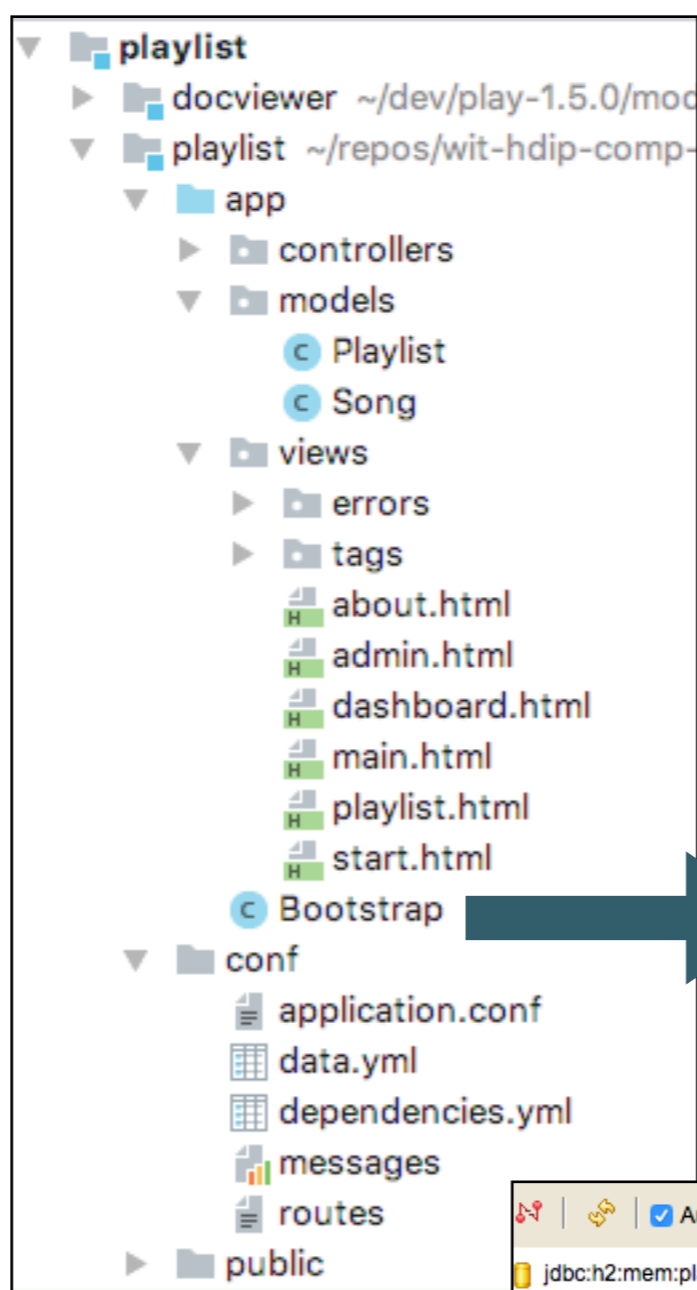 playlist
docviewer ~/dev/play-1.5.0/mod
playlist ~/repos/wit-hdip-comp-
app
controllers
models
C Playlist
C Song
views
errors
tags
H about.html
H admin.html
H dashboard.html
H main.html
H playlist.html
H start.html
C Bootstrap
conf
application.conf
data.yml
dependencies.yml
messages
routes
public
jdbc:h2:mem:pl